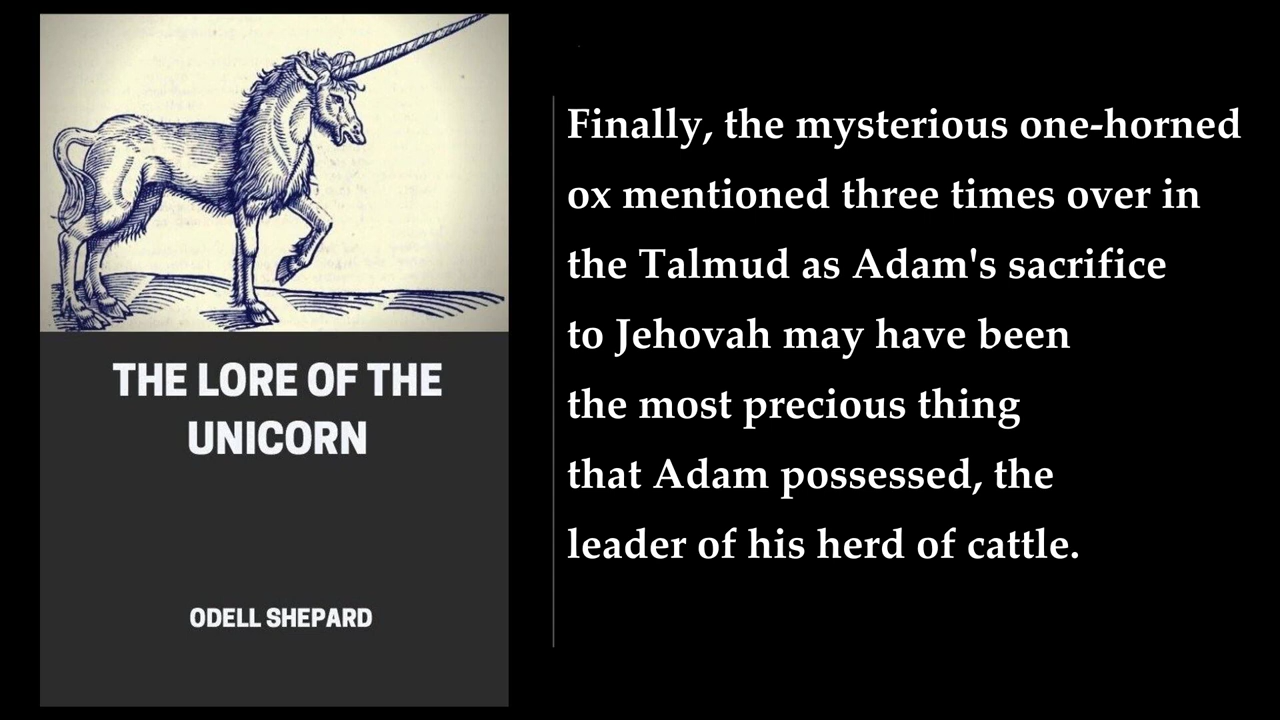 THE LORE OF THE
UNICORN
ODELL SHEPARD
Finally, the mysterious one-horned
ox mentioned three times over in
the Talmud as Adam's sacrifice
to Jehovah may have been
the most precious thing
that Adam possessed, the
leader of his herd of cattle.